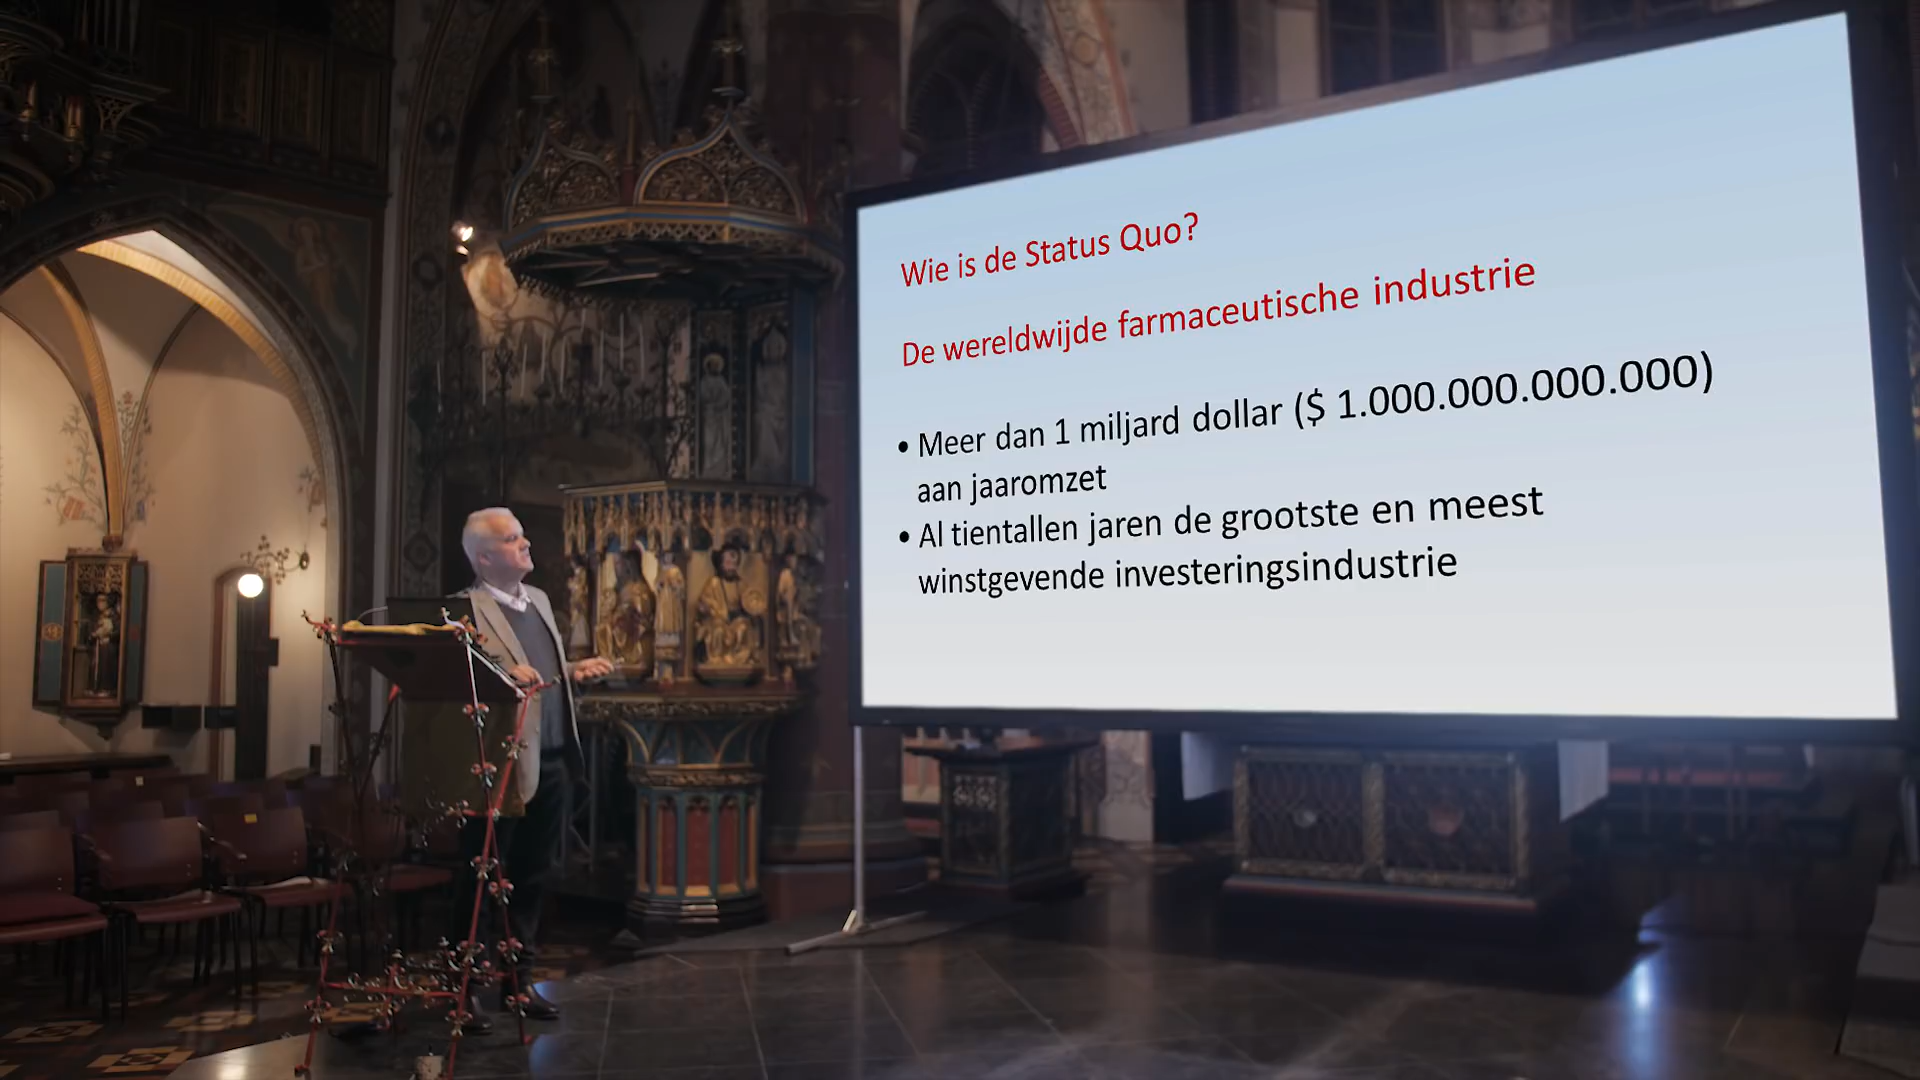 Wie is de Status Quo?
De wereldwijde farmaceutische industrie
• Meer dan 1 miljard dollar ($ 1.000.000.000.000)
aan jaaromzet
• Al tientallen jaren de grootste en meest
winstgevende investeringsindustrie